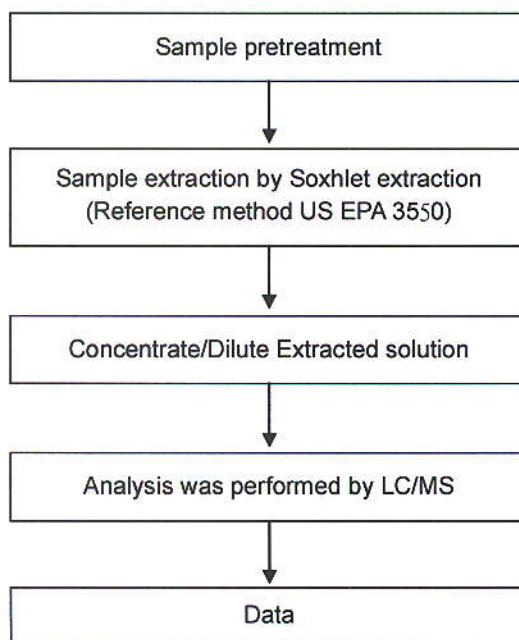 Sample pretreatment
Sample extraction by Soxhlet extraction
(Reference method US EPA 3550)
Concentrate/Dilute Extracted solution
Analysis was performed by LC/MS
Data